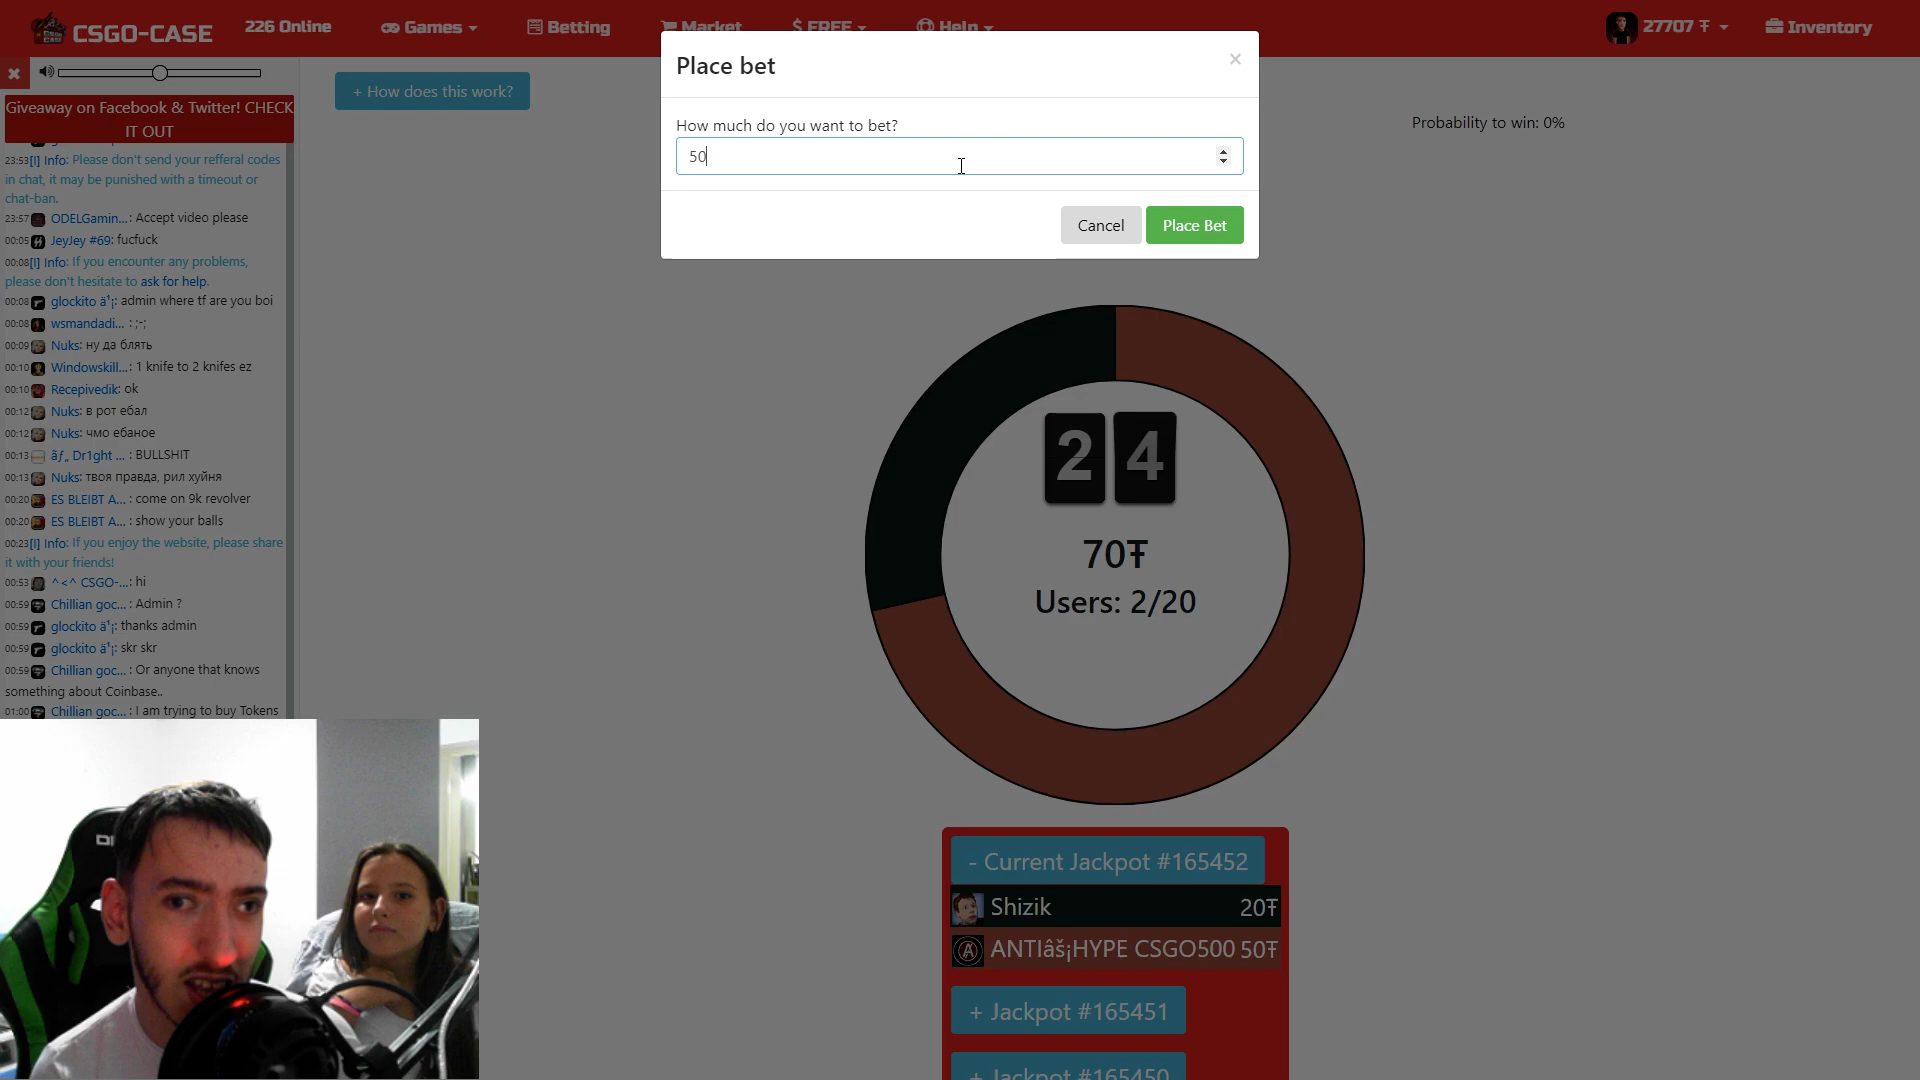 CSGO-CASE
226 Online
Games
Betting
Market
$ FREE
Help
27707 Ŧ
Inventory
Giveaway on Facebook & Twitter! CHECK
IT OUT
23:53[I] Info: Please don't send your refferal codes
in chat, it may be punished with a timeout or
chat-ban.
23:57 ODELGamin... : Accept video please
00:05 JeyJey #69: fucfuck
00:08[I] Info: If you encounter any problems,
please don't hesitate to ask for help.
00:08 glockito ä¹¡: admin where tf are you boi
00:08 wsmandadi... : ;-;
00:09 Nuks: ну да блять
00:10 Windowskill...: 1 knife to 2 knifes ez
00:10 Recepivedik: ok
00:12 Nuks: в рот ебал
00:12 Nuks: чмо ебаное
00:13 ãƒ„ Dr1ght ... : BULLSHIT
00:13 Nuks: твоя правда, рил хуйня
00:20 ES BLEIBT A... : come on 9k revolver
00:20 ES BLEIBT A... : show your balls
00:23[I] Info: If you enjoy the website, please share
it with your friends!
00:53 ^<^ CSGO-...: hi
00:59 Chillian goc... : Admin ?
00:59 glockito ä¹¡: thanks admin
00:59 glockito ä¹¡: skr skr
00:59 Chillian goc... : Or anyone that knows
something about Coinbase..
01:00 Chillian goc... : I am trying to buy Tokens
+ How does this work?
Place bet
×
How much do you want to bet?
50
Cancel
Place Bet
Probability to win: 0%
24
70Ŧ
Users: 2/20
- Current Jackpot #165452
Shizik 20Ŧ
ANTIâš¡HYPE CSGO500 50Ŧ
+ Jackpot #165451
+ Jackpot #165450